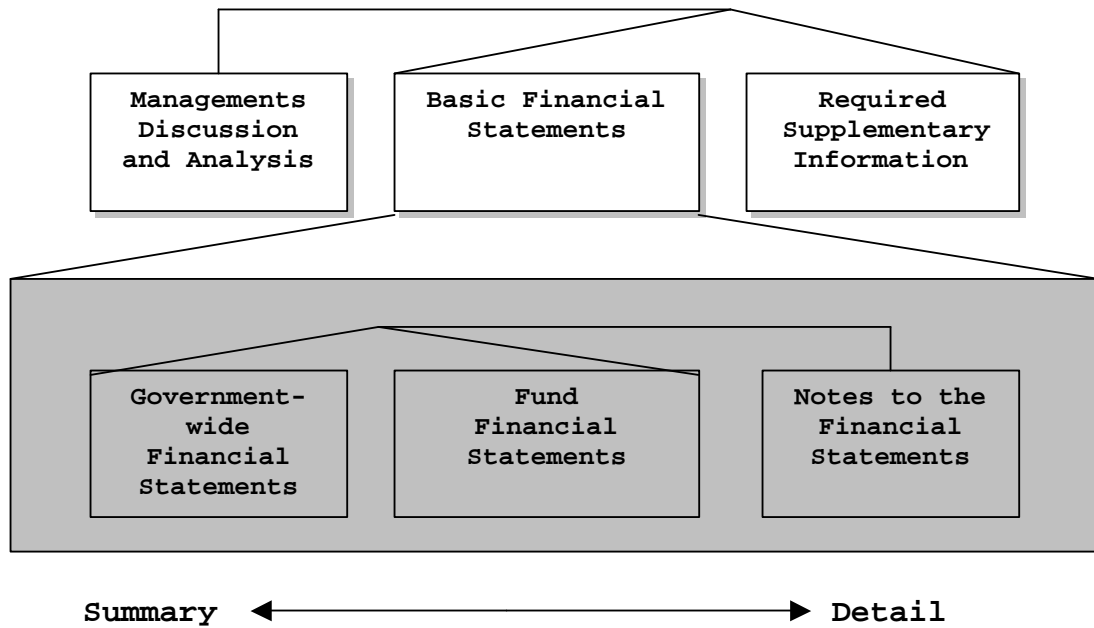 Managements
Discussion
and Analysis
Basic Financial
Statements
Required
Supplementary
Information
Government-
wide
Financial
Statements
Fund
Financial
Statements
Notes to the
Financial
Statements
Summary
Detail